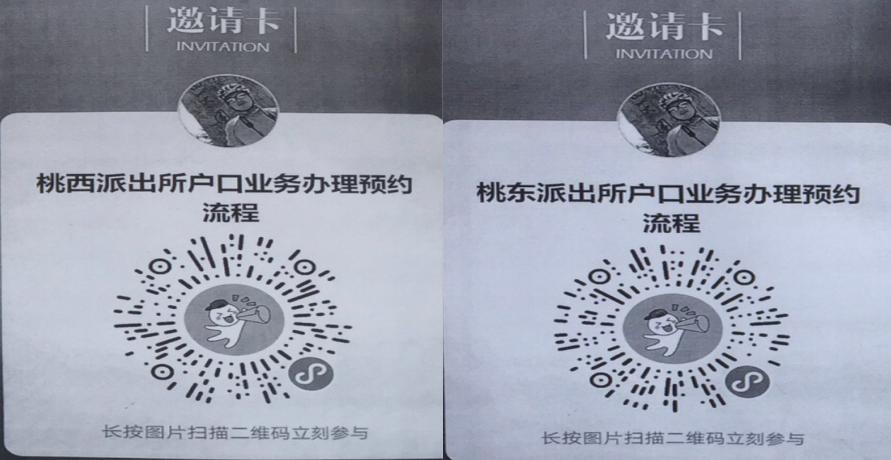 邀请卡
INVITATION
桃西派出所户口业务办理预约
流程
长按图片扫描二维码立刻参与
邀请卡
INVITATION
桃东派出所户口业务办理预约
流程
长按图片扫描二维码立刻参与